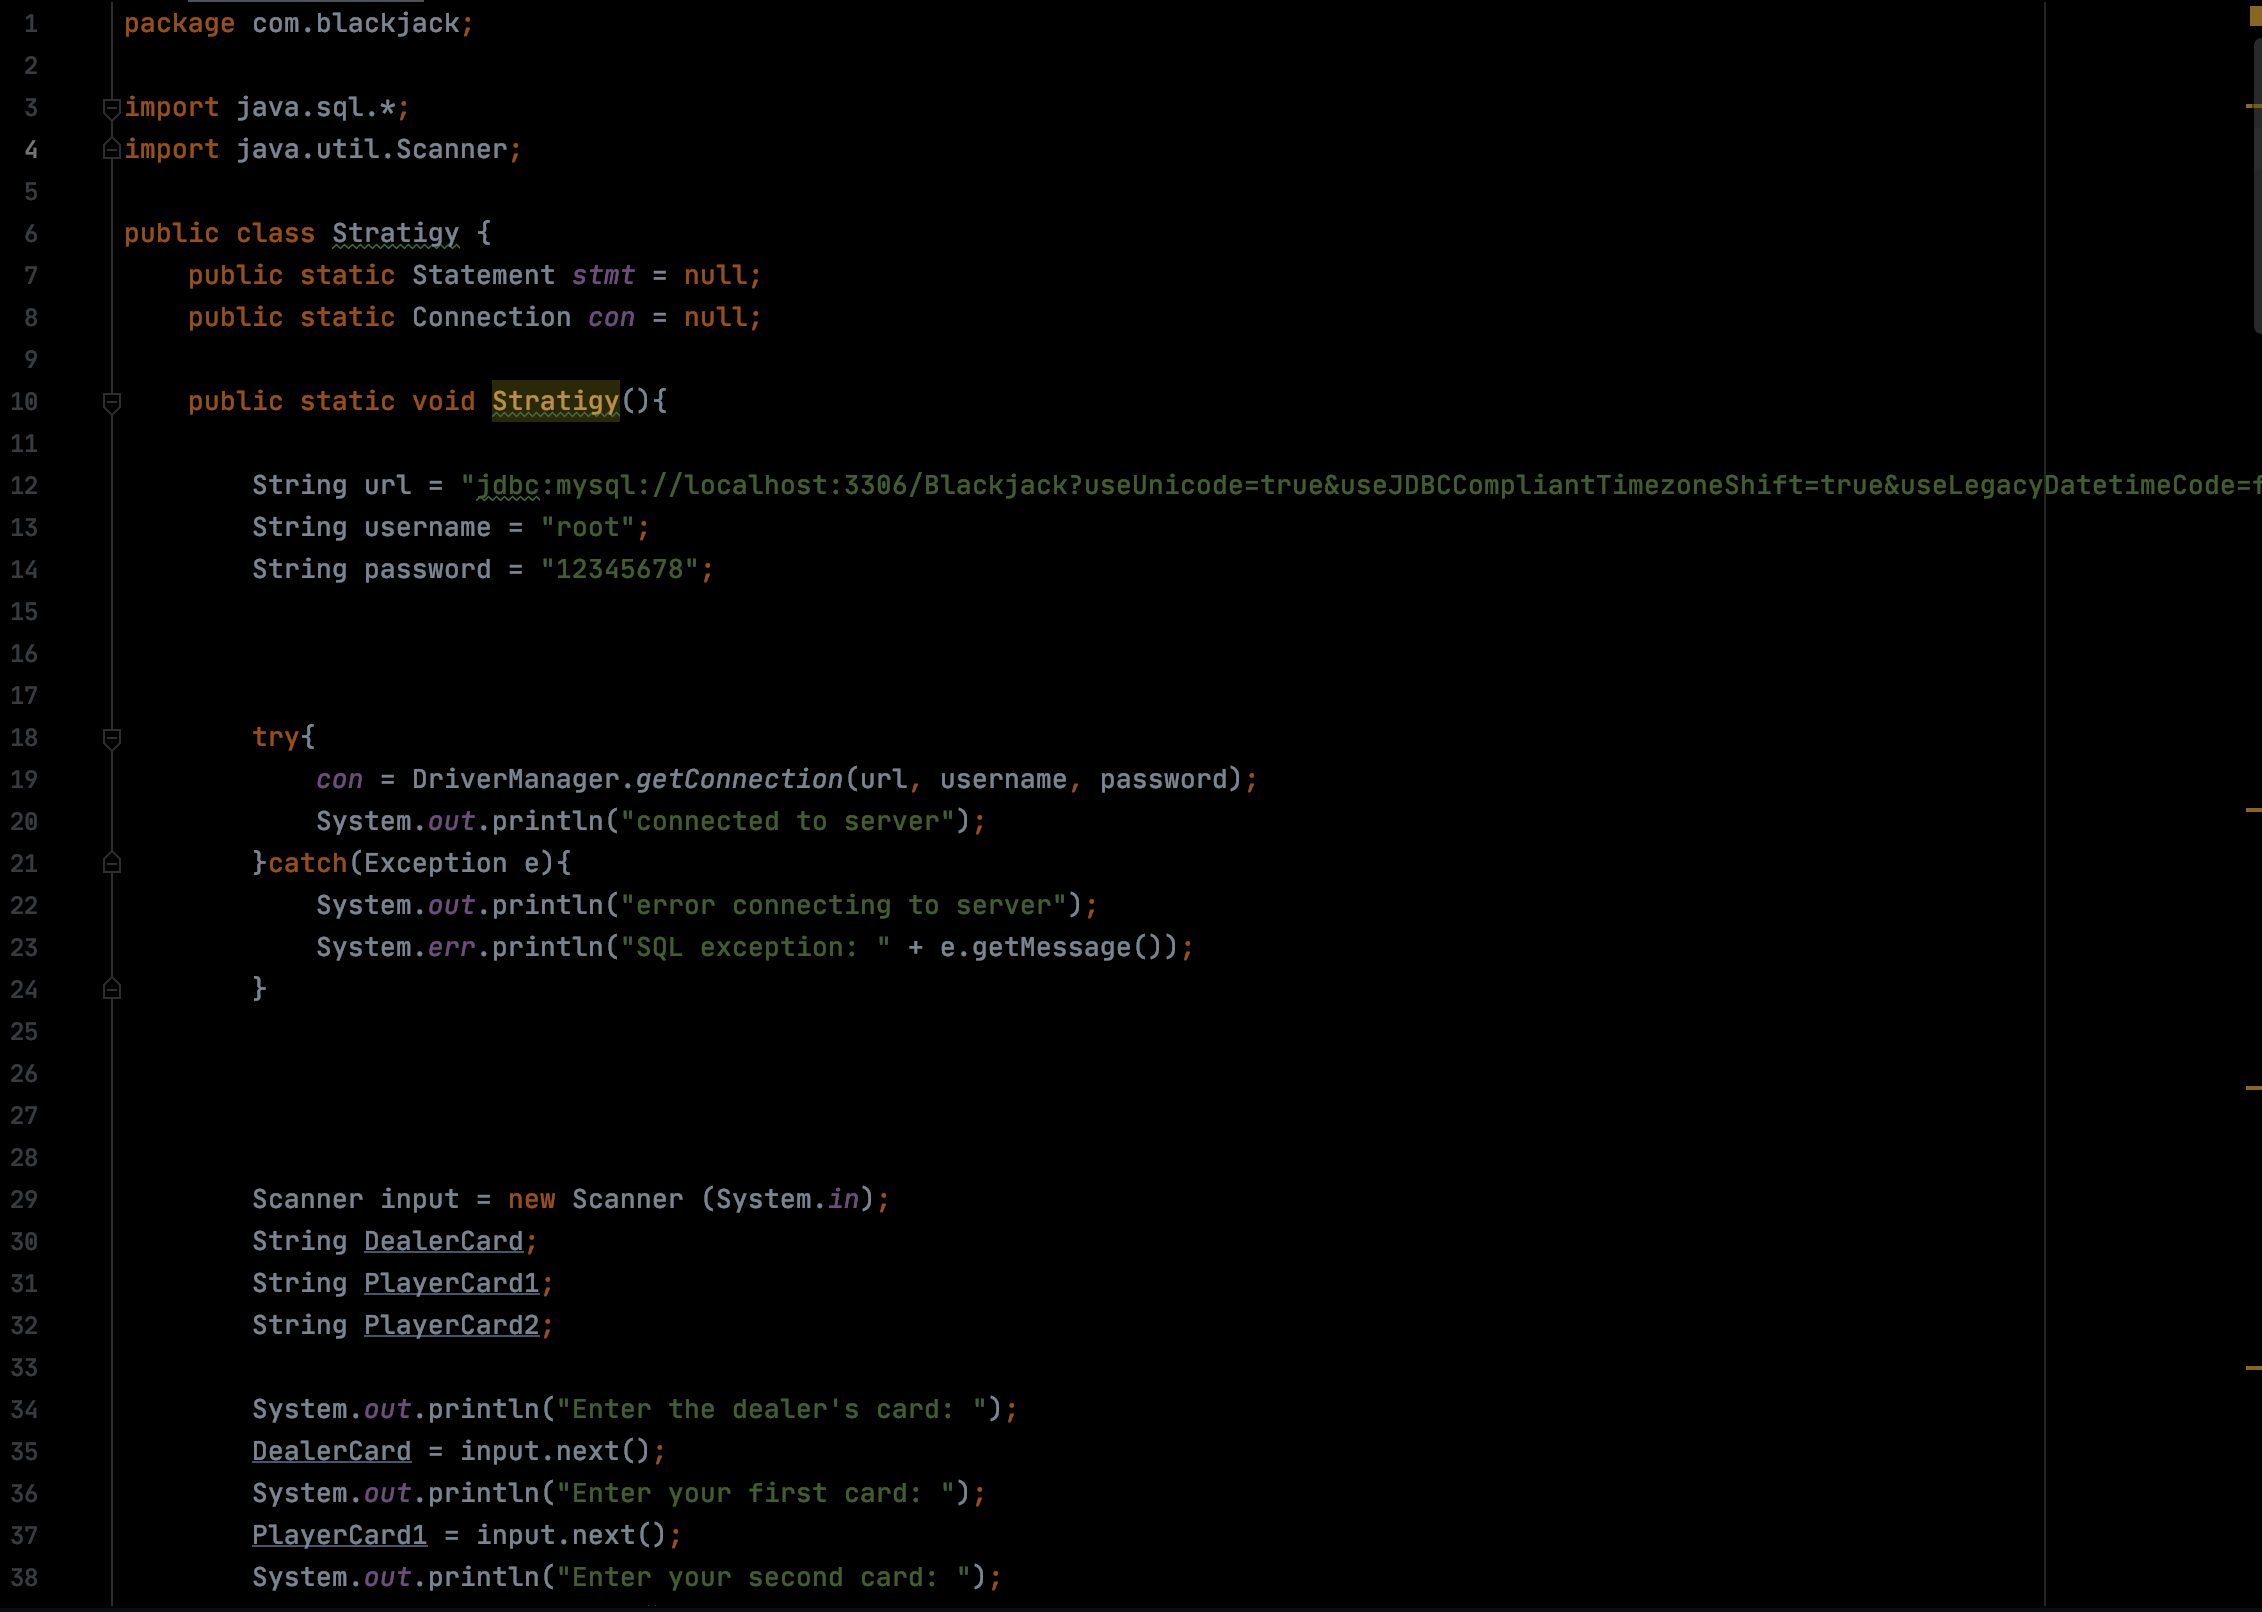 1 package com.blackjack;
2
3 import java.sql.*;
4 import java.util.Scanner;
5
6 public class Stratigy {
7 public static Statement stmt = null;
8 public static Connection con = null;
9
10 public static void Stratigy(){
11
12 String url = "jdbc:mysql://localhost:3306/Blackjack?useUnicode=true&useJDBCCompliantTimezoneShift=true&useLegacyDatetimeCode=f
13 String username = "root";
14 String password = "12345678";
15
16
17
18 try{
19 con = DriverManager.getConnection(url, username, password);
20 System.out.println("connected to server");
21 }catch(Exception e){
22 System.out.println("error connecting to server");
23 System.err.println("SQL exception: " + e.getMessage());
24 }
25
26
27
28
29 Scanner input = new Scanner (System.in);
30 String DealerCard;
31 String PlayerCard1;
32 String PlayerCard2;
33
34 System.out.println("Enter the dealer's card: ");
35 DealerCard = input.next();
36 System.out.println("Enter your first card: ");
37 PlayerCard1 = input.next();
38 System.out.println("Enter your second card: ");